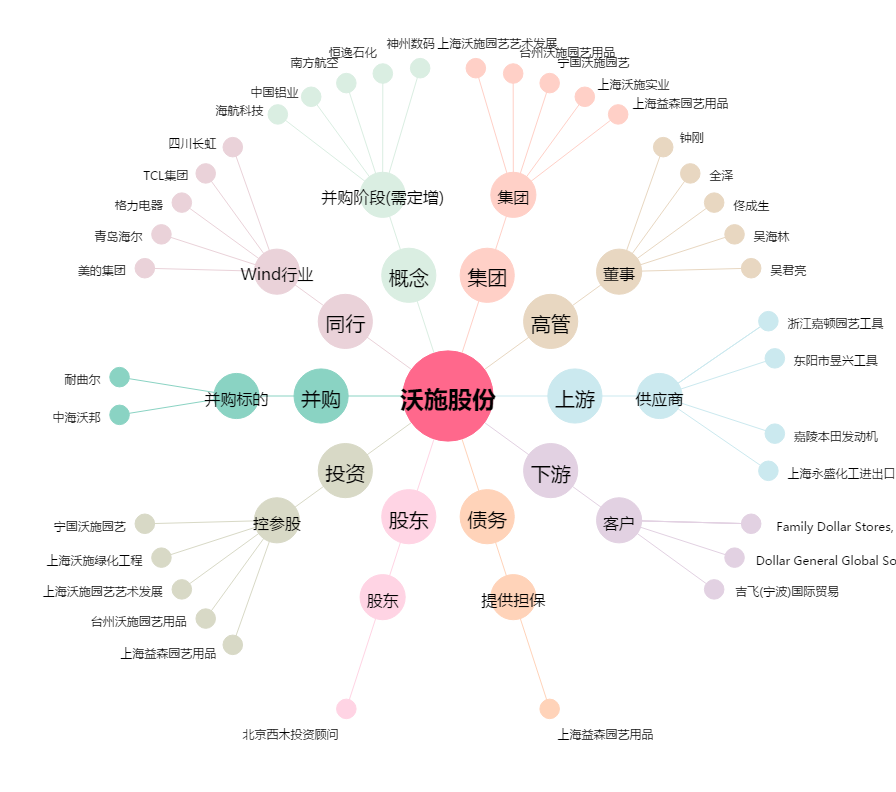 神州数码
上海沃施园艺艺术发展
恒逸石化
台州沃施园艺用品
南方航空
宁国沃施园艺
中国铝业
上海沃施实业
海航科技
上海益森园艺用品
四川长虹
钟刚
TCL集团
全泽
格力电器
佟成生
青岛海尔
吴海林
美的集团
吴君亮
并购阶段(需定增)
集团
Wind行业
概念
集团
董事
同行
高管
浙江嘉顿园艺工具
东阳市昱兴工具
耐曲尔
并购标的
并购
沃施股份
上游
供应商
中海沃邦
嘉陵本田发动机
上海永盛化工进出口
投资
下游
宁国沃施园艺
控参股
股东
债务
客户
Family Dollar Stores,
上海沃施绿化工程
Dollar General Global So
上海沃施园艺艺术发展
股东
提供担保
吉飞(宁波)国际贸易
台州沃施园艺用品
上海益森园艺用品
北京西木投资顾问
上海益森园艺用品